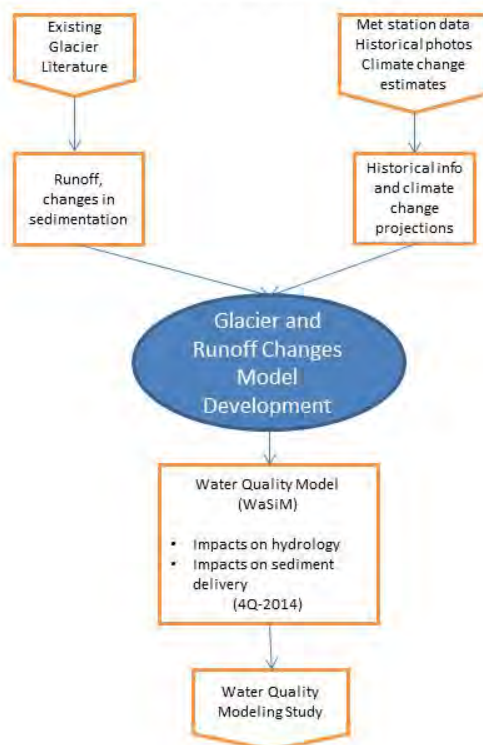 Existing
Glacier
Literature
Met station data
Historical photos
Climate change
estimates
Runoff,
changes in
sedimentation
Historical info
and climate
change
projections
Glacier and
Runoff Changes
Model
Development
Water Quality Model
(WaSiM)
• Impacts on hydrology
• Impacts on sediment
delivery
(4Q-2014)
Water Quality
Modeling Study